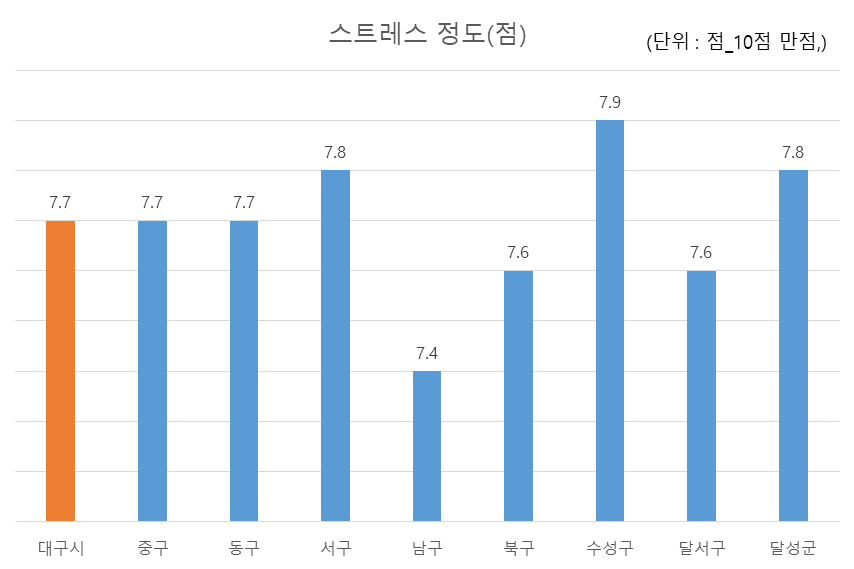 스트레스 정도(점)
(단위 : 점_10점 만점,)
7.7 7.7 7.7 7.8 7.4 7.6 7.9 7.6 7.8
대구시 중구 동구 서구 남구 북구 수성구 달서구 달성군